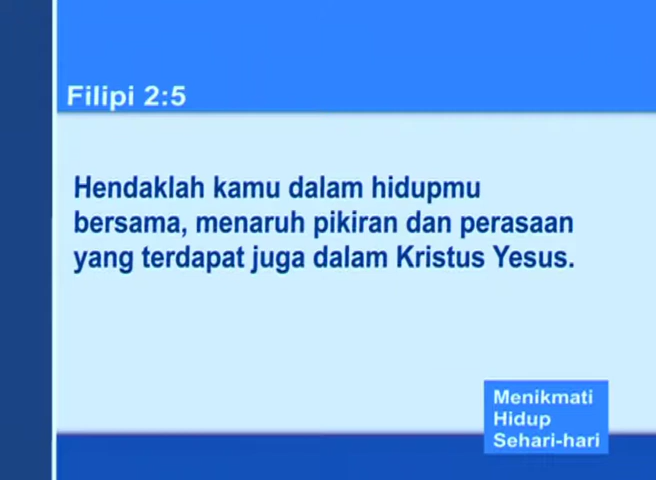 Filipi 2:5
Hendaklah kamu dalam hidupmu
bersama, menaruh pikiran dan perasaan
yang terdapat juga dalam Kristus Yesus.
Menikmati
Hidup
Sehari-hari